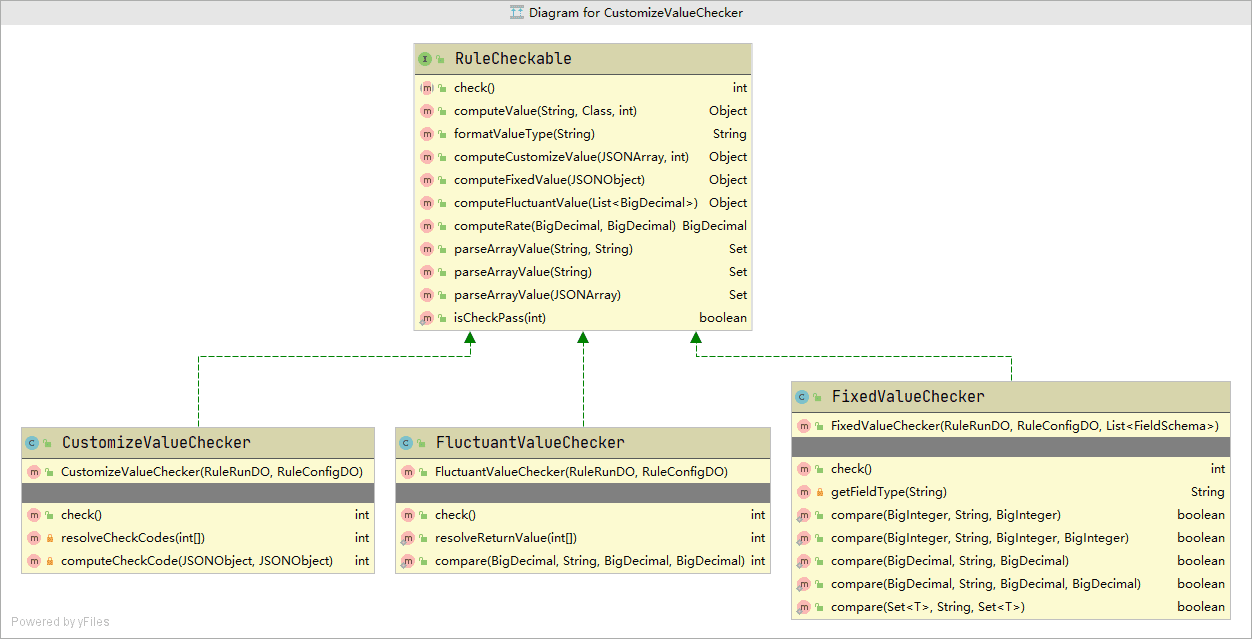 Diagram for CustomizeValueChecker
RuleCheckable
check() int
computeValue(String, Class, int) Object
formatValueType(String) String
computeCustomizeValue(JSONArray, int) Object
computeFixedValue(JSONObject) Object
computeFluctuantValue(List<BigDecimal>) Object
computeRate(BigDecimal, BigDecimal) BigDecimal
parseArrayValue(String, String) Set
parseArrayValue(String) Set
parseArrayValue(JSONArray) Set
isCheckPass(int) boolean
CustomizeValueChecker
CustomizeValueChecker(RuleRunDO, RuleConfigDO)
check() int
resolveCheckCodes(int[]) int
computeCheckCode(JSONObject, JSONObject) int
FluctuantValueChecker
FluctuantValueChecker(RuleRunDO, RuleConfigDO)
check() int
resolveReturnValue(int[]) int
compare(BigDecimal, String, BigDecimal, BigDecimal) int
FixedValueChecker
FixedValueChecker(RuleRunDO, RuleConfigDO, List<FieldSchema>)
check() int
getFieldType(String) String
compare(BigInteger, String, BigInteger) boolean
compare(BigInteger, String, BigInteger, BigInteger) boolean
compare(BigDecimal, String, BigDecimal) boolean
compare(BigDecimal, String, BigDecimal, BigDecimal) boolean
compare(Set<T>, String, Set<T>) boolean
Powered by yFiles